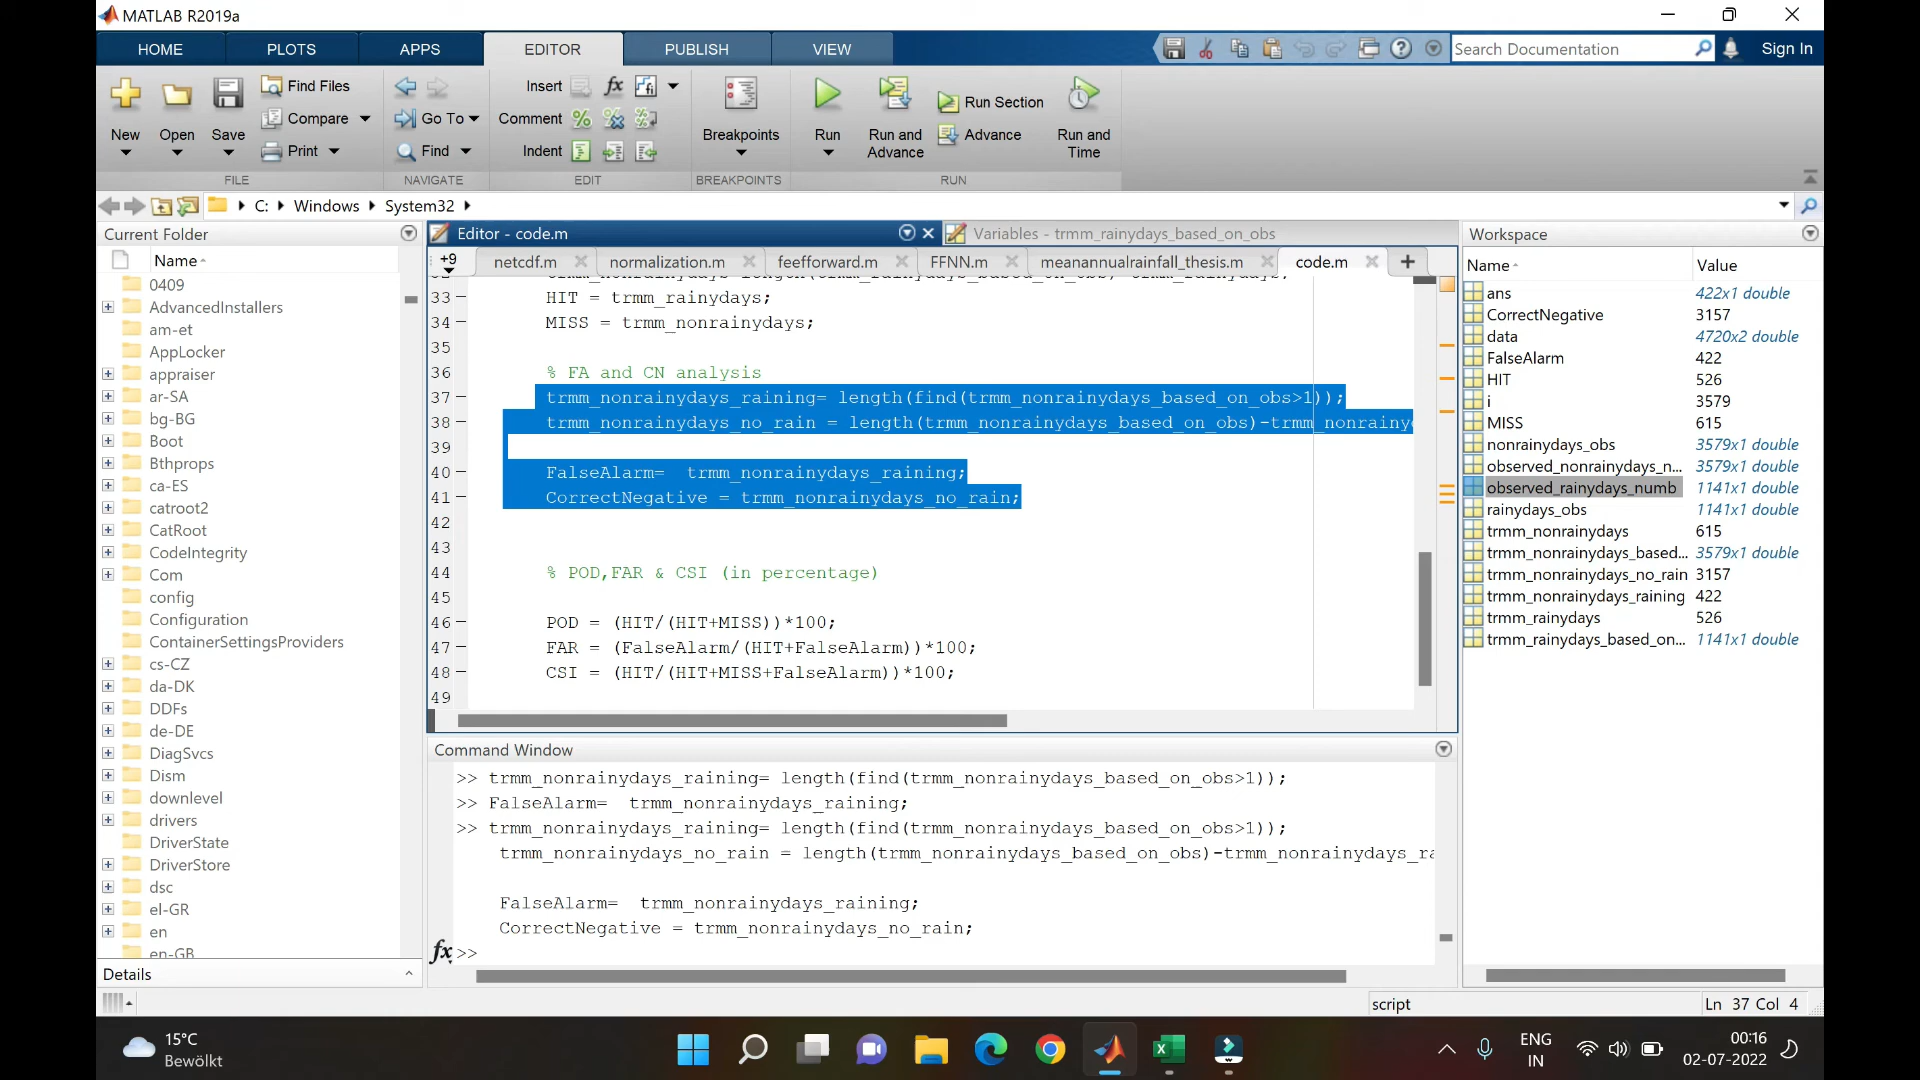 MATLAB R2019a
HOME PLOTS APPS EDITOR PUBLISH VIEW
Search Documentation
Sign In
New Open Save
Find Files
Compare
Print
FILE
Go To
Find
NAVIGATE
Insert
Comment
Indent
EDIT
Breakpoints
BREAKPOINTS
Run
Run and Advance
Run Section
Advance
Run and Time
RUN
C: Windows System32
Current Folder
Name
0409
AdvancedInstallers
am-et
AppLocker
appraiser
ar-SA
bg-BG
Boot
Bthprops
ca-ES
catroot2
CatRoot
CodeIntegrity
Com
config
Configuration
ContainerSettingsProviders
cs-CZ
da-DK
DDFs
de-DE
DiagSvcs
Dism
downlevel
drivers
DriverState
DriverStore
dsc
el-GR
en
en-GB
Details
Editor - code.m
Variables - trmm_rainydays_based_on_obs
+9 netcdf.m normalization.m feefforward.m FFNN.m meanannualrainfall_thesis.m code.m
33 HIT = trmm_rainydays;
34 MISS = trmm_nonrainydays;
35
36 % FA and CN analysis
37 trmm_nonrainydays_raining= length(find(trmm_nonrainydays_based_on_obs>1));
38 trmm_nonrainydays_no_rain = length(trmm_nonrainydays_based_on_obs)-trmm_nonrainy
39
40 FalseAlarm= trmm_nonrainydays_raining;
41 CorrectNegative = trmm_nonrainydays_no_rain;
42
43
44 % POD,FAR & CSI (in percentage)
45
46 POD = (HIT/(HIT+MISS))*100;
47 FAR = (FalseAlarm/(HIT+FalseAlarm))*100;
48 CSI = (HIT/(HIT+MISS+FalseAlarm))*100;
49
Command Window
>> trmm_nonrainydays_raining= length(find(trmm_nonrainydays_based_on_obs>1));
>> FalseAlarm= trmm_nonrainydays_raining;
>> trmm_nonrainydays_raining= length(find(trmm_nonrainydays_based_on_obs>1));
trmm_nonrainydays_no_rain = length(trmm_nonrainydays_based_on_obs)-trmm_nonrainydays_ra
FalseAlarm= trmm_nonrainydays_raining;
CorrectNegative = trmm_nonrainydays_no_rain;
fx >>
Workspace
Name Value
ans 422x1 double
CorrectNegative 3157
data 4720x2 double
FalseAlarm 422
HIT 526
i 3579
MISS 615
nonrainydays_obs 3579x1 double
observed_nonrainydays_n... 3579x1 double
observed_rainydays_numb 1141x1 double
rainydays_obs 1141x1 double
trmm_nonrainydays 615
trmm_nonrainydays_based... 3579x1 double
trmm_nonrainydays_no_rain 3157
trmm_nonrainydays_raining 422
trmm_rainydays 526
trmm_rainydays_based_on... 1141x1 double
script
Ln 37 Col 4
15°C
Bewölkt
ENG
IN
00:16
02-07-2022